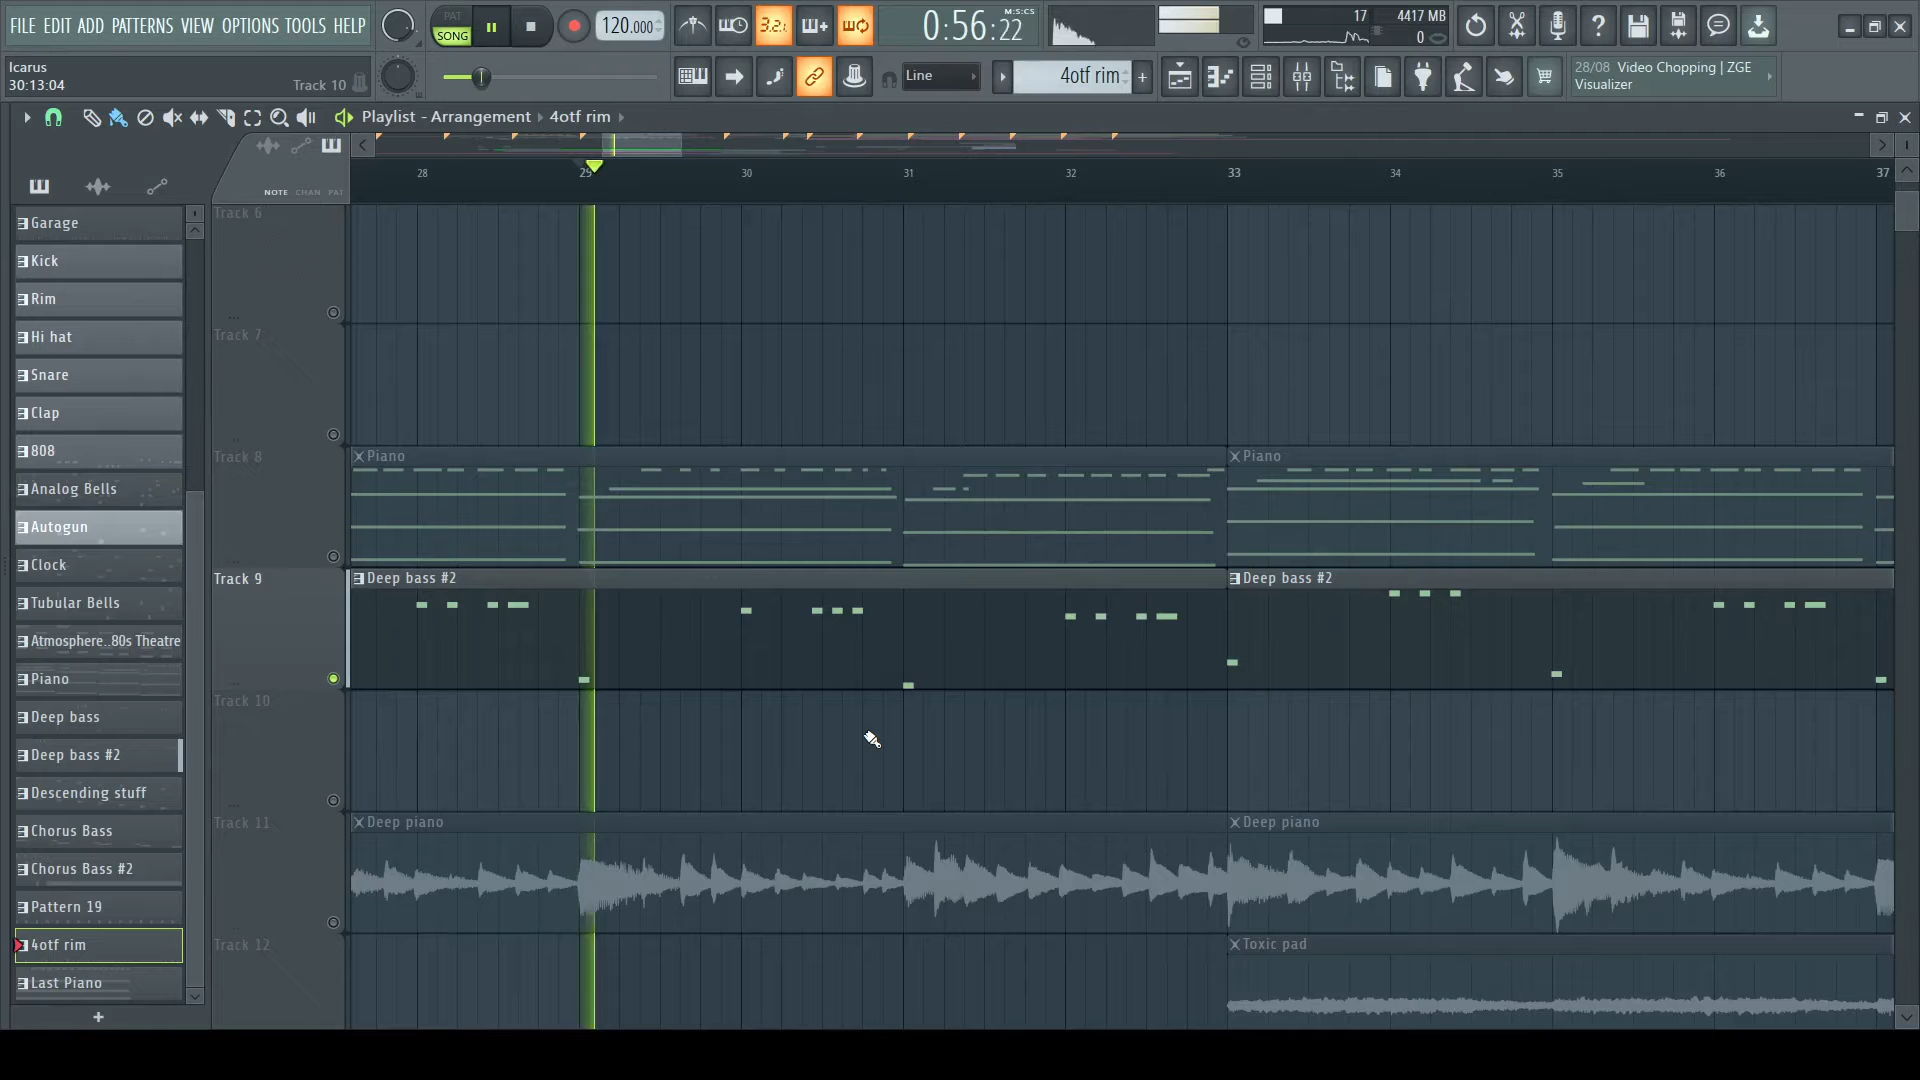 FILE EDIT ADD PATTERNS VIEW OPTIONS TOOLS HELP
PAT
SONG
120.000
3.2.
0:56:22
M:S:CS
17
4417 MB
0
Icarus
30:13:04
Track 10
Line
4otf rim
28/08 Video Chopping | ZGE
Visualizer
Playlist - Arrangement
4otf rim
NOTE CHAN PAT
28
29
30
31
32
33
34
35
36
37
Garage
Kick
Rim
Hi hat
Snare
Clap
808
Analog Bells
Autogun
Clock
Tubular Bells
Atmosphere..80s Theatre
Piano
Deep bass
Deep bass #2
Descending stuff
Chorus Bass
Chorus Bass #2
Pattern 19
4otf rim
Last Piano
+
Track 6
Track 7
Track 8
Piano
Piano
Track 9
Deep bass #2
Deep bass #2
Track 10
Track 11
Deep piano
Deep piano
Track 12
Toxic pad